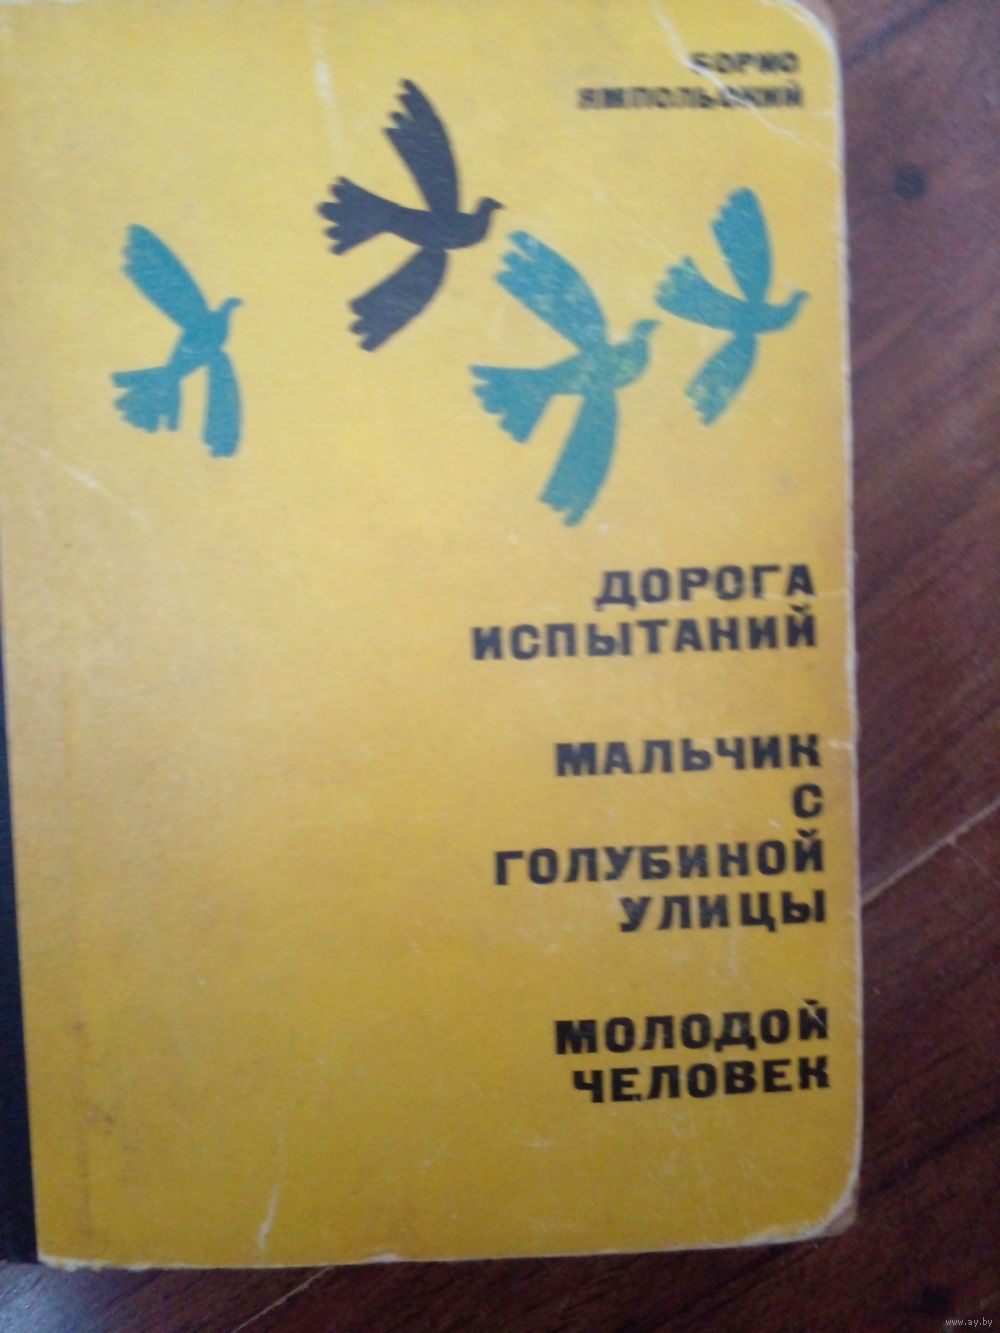 БОРИС
ЯМПОЛЬСКИЙ
ДОРОГА
ИСПЫТАНИЙ
МАЛЬЧИК
С
ГОЛУБИНОЙ
УЛИЦЫ
МОЛОДОЙ
ЧЕЛОВЕК
www.ay.by